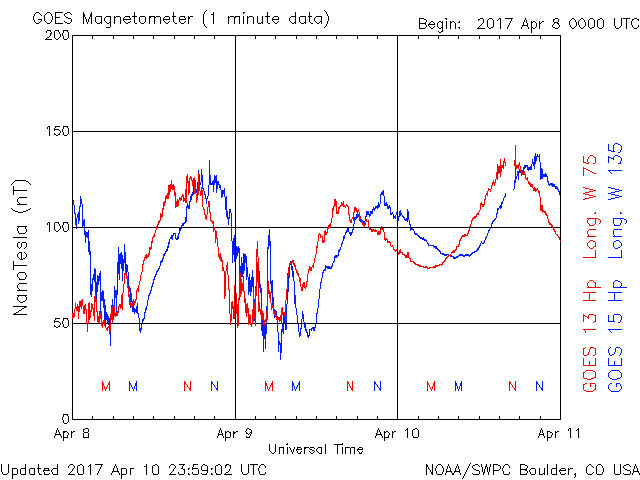 GOES Magnetometer (1 minute data)
Begin: 2017 Apr 8 0000 UTC
200
150
100
50
0
NanoTesla (nT)
M M N N M M N N M M N N
Apr 8 Apr 9 Apr 10 Apr 11
Universal Time
GOES 13 Hp Long. W 75
GOES 15 Hp Long. W 135
Updated 2017 Apr 10 23:59:02 UTC
NOAA/SWPC Boulder, CO USA